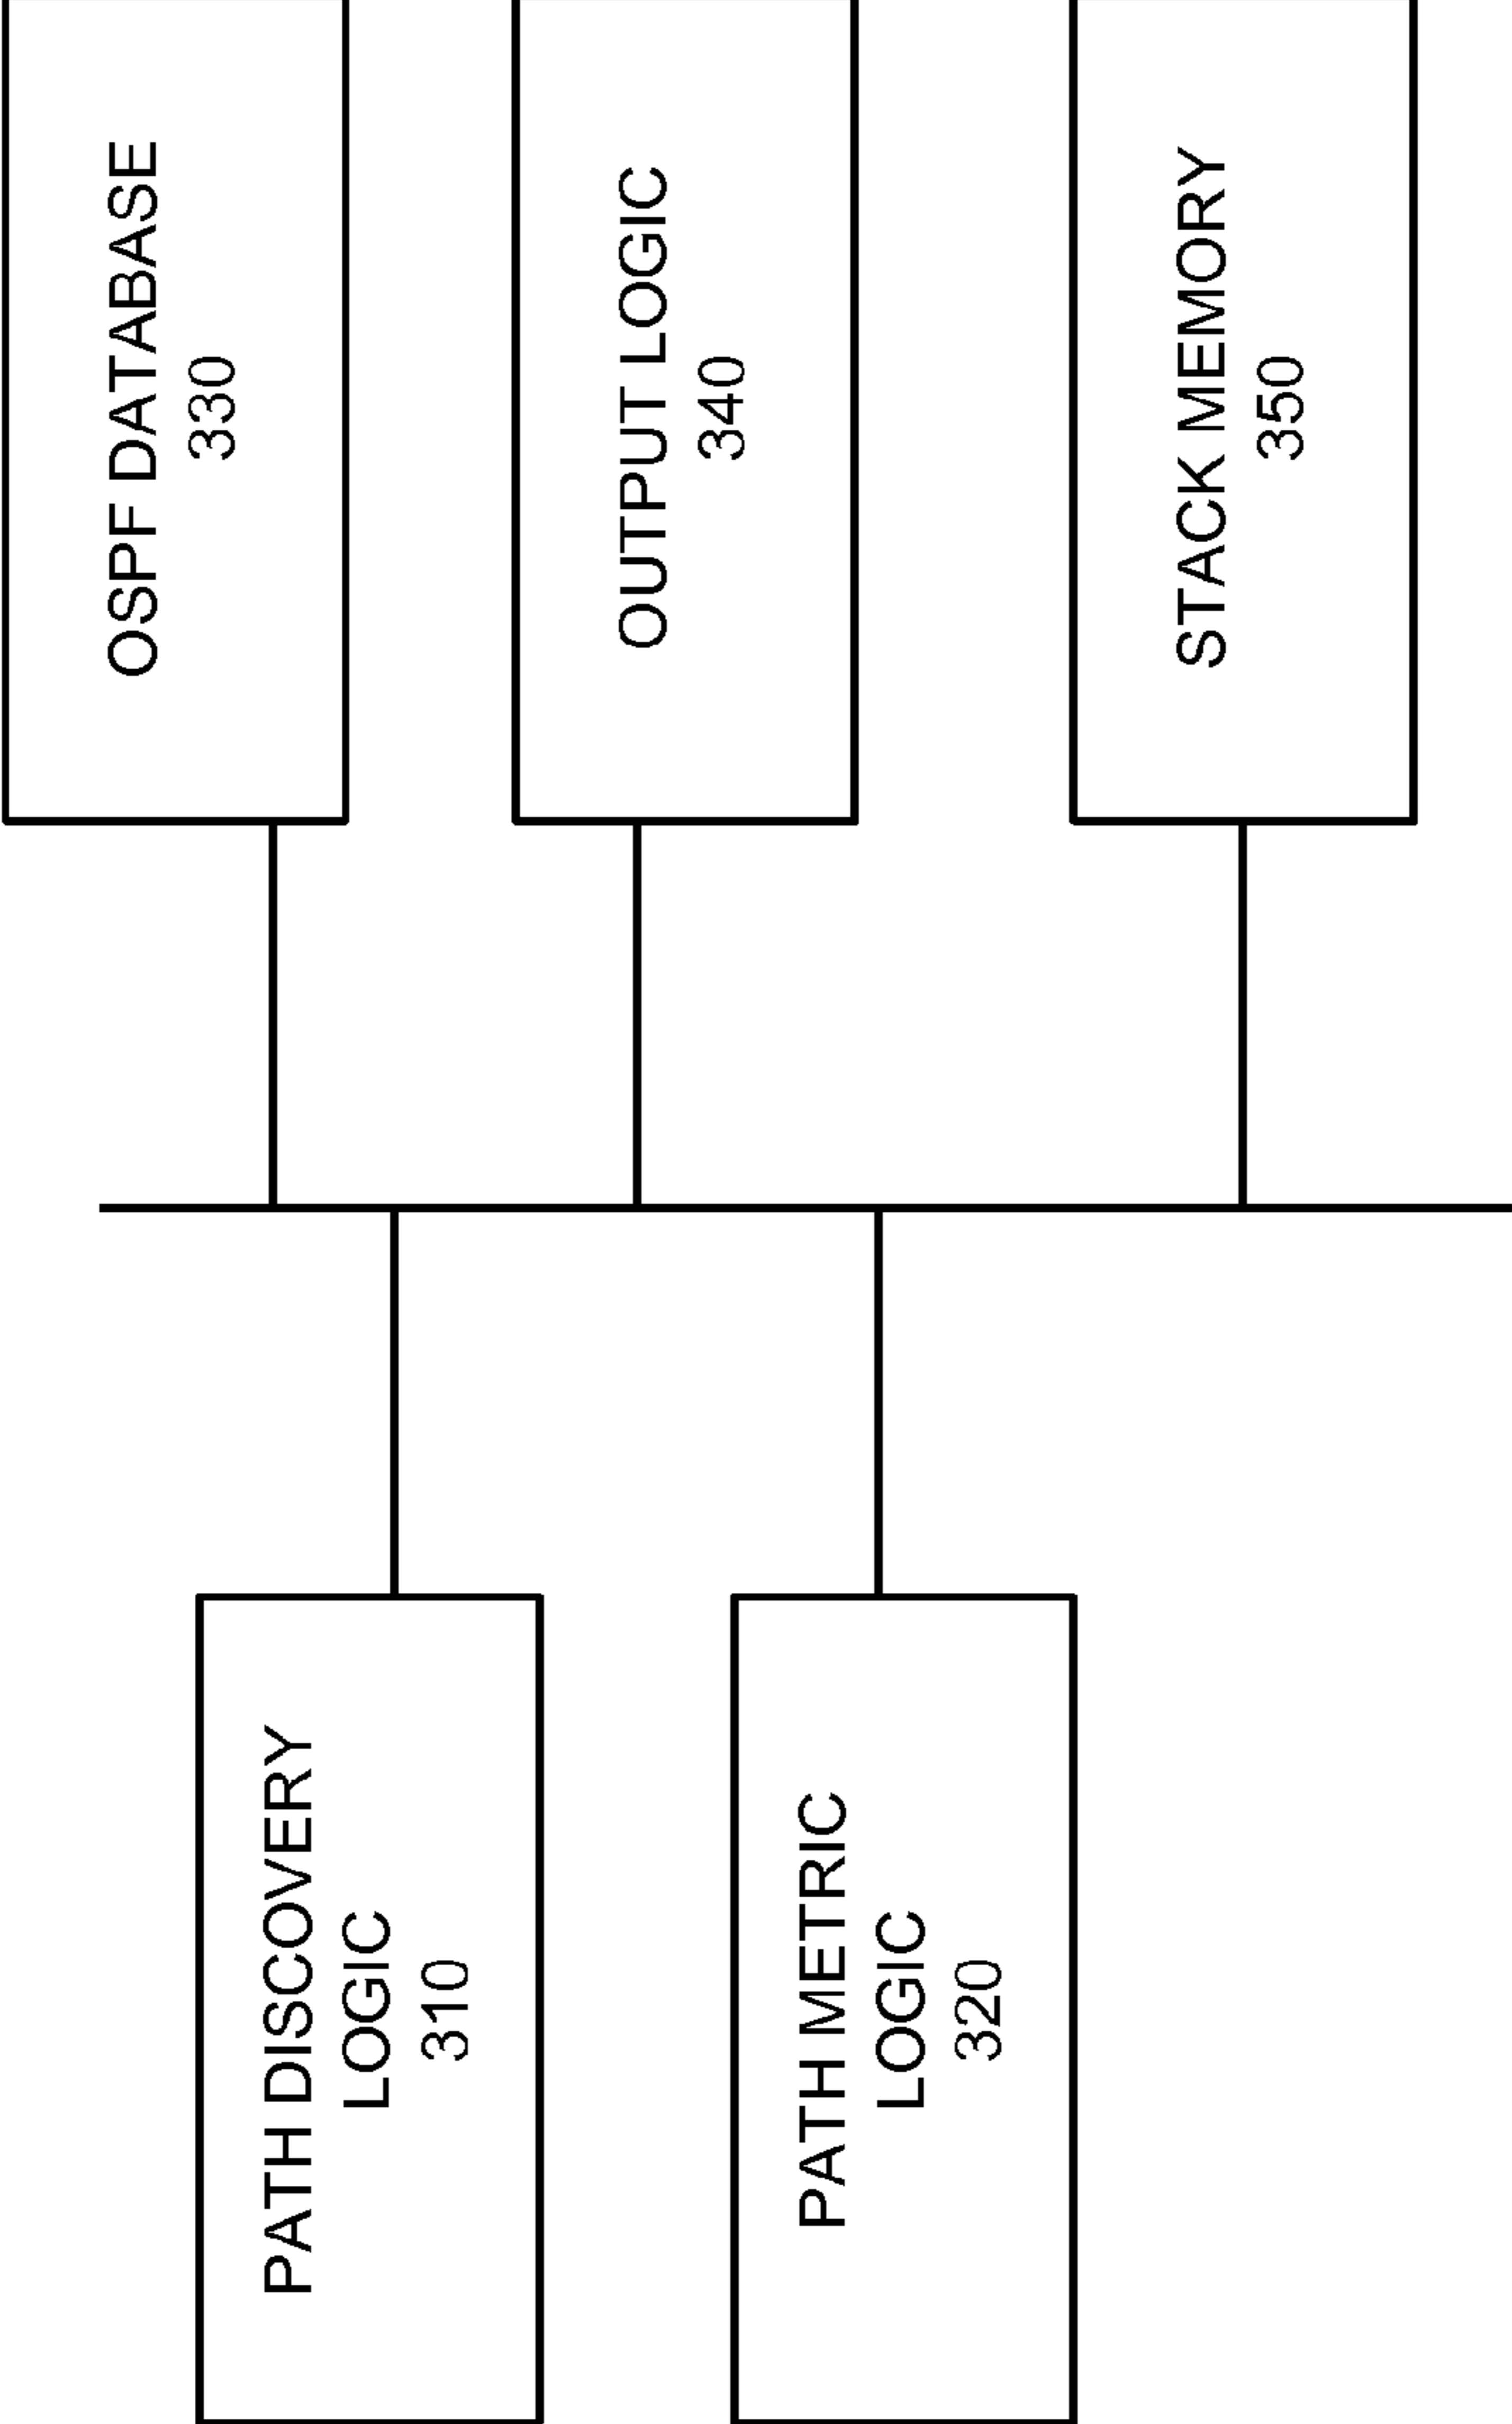 PATH DISCOVERY
LOGIC
310
PATH METRIC
LOGIC
320
OSPF DATABASE
330
OUTPUT LOGIC
340
STACK MEMORY
350